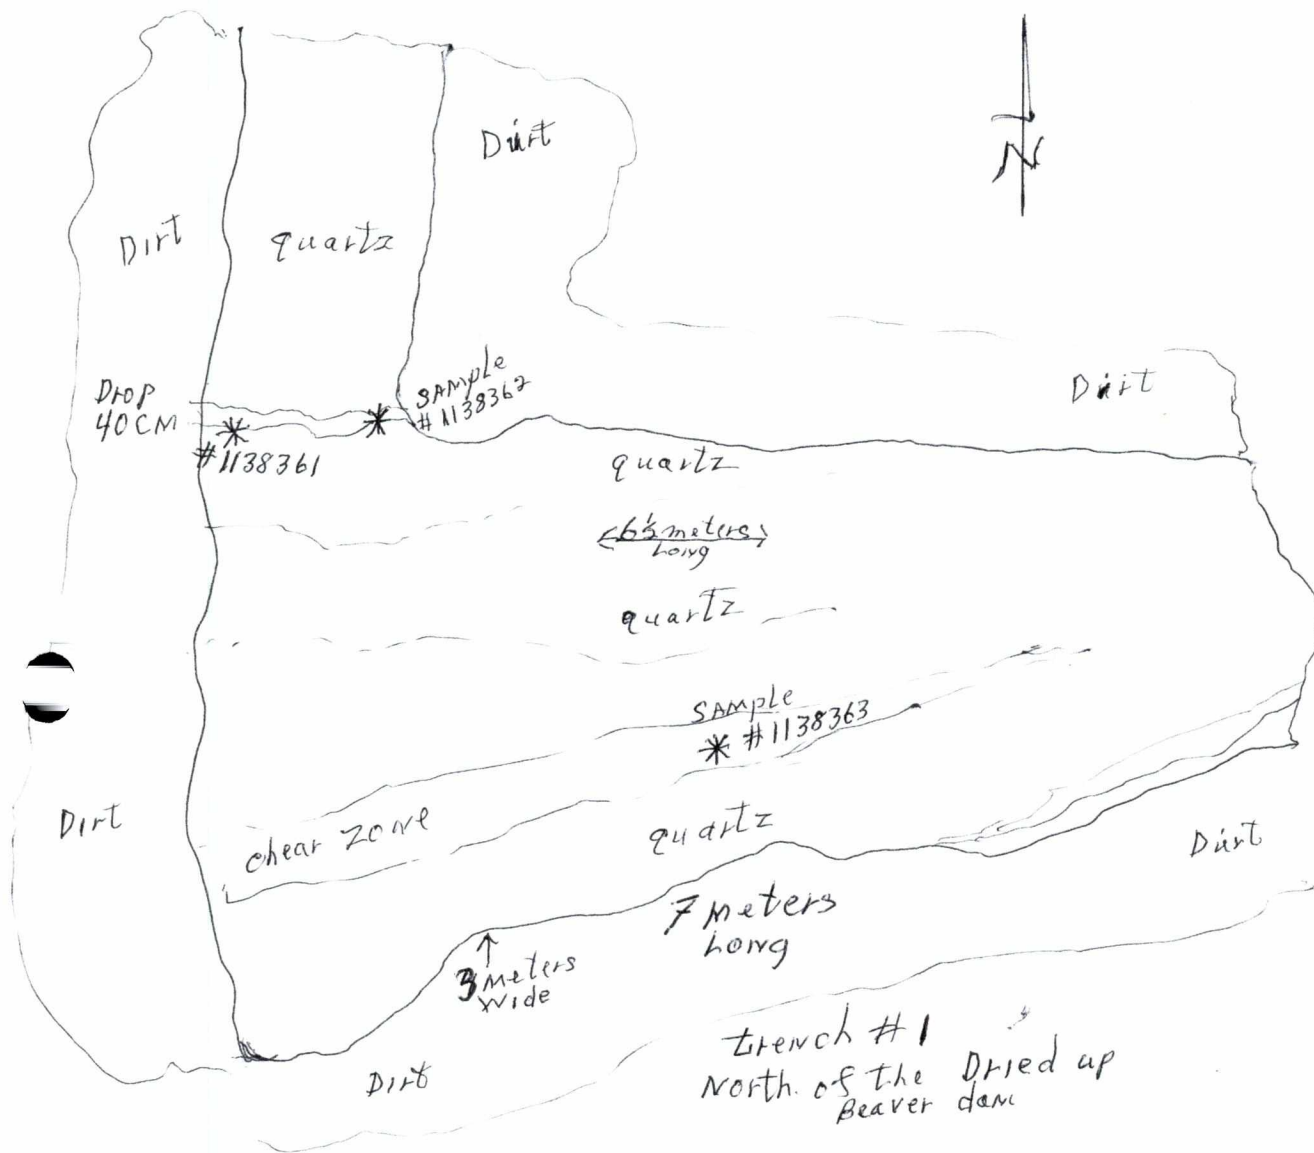 Dirt
N
Dirt
quartz
Drop
40CM
SAMple
#1138362
Dirt
#1138361
quartz
6½ meters
Long
quartz
SAMple
#1138363
chear zone
quartz
Dirt
Dirt
7 Meters
Long
3 Meters
wide
trench #1
North. of the Dried up
Beaver dam
Dirt